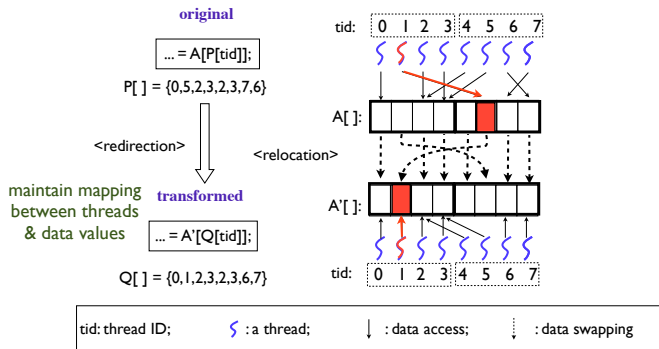 original
... = A[P[tid]];
P[ ] = {0,5,2,3,2,3,7,6}
<redirection>
maintain mapping
between threads
& data values
transformed
... = A'[Q[tid]];
Q[ ] = {0,1,2,3,2,3,6,7}
tid: 0 1 2 3 4 5 6 7
A[ ]:
<relocation>
A'[ ]:
tid: 0 1 2 3 4 5 6 7
tid: thread ID; : a thread; : data access; : data swapping